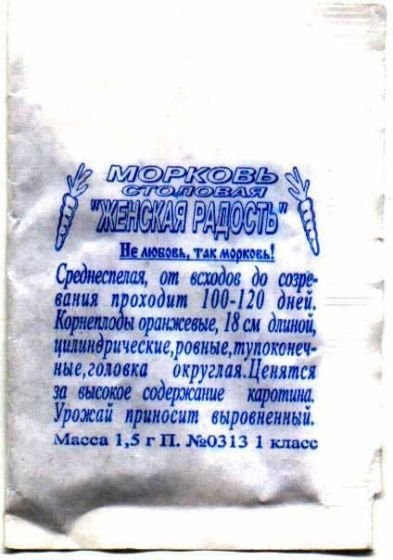 МОРКОВЬ
СТОЛОВАЯ
"ЖЕНСКАЯ РАДОСТЬ"
Не любовь, так морковь!
Среднеспелая, от всходов до созре-
вания проходит 100-120 дней.
Корнеплоды оранжевые, 18 см длиной,
цилиндрические,ровные,тупоконеч-
ные,головка округлая.Ценятся
за высокое содержание каротина.
Урожай приносит выровненный.
Масса 1,5 г П. №0313 1 класс